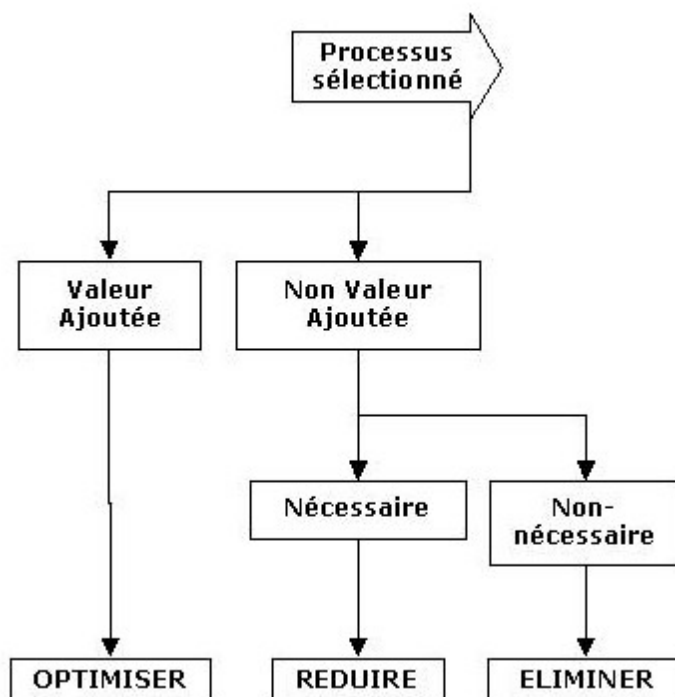 Processus
sélectionné
Valeur
Ajoutée
Non Valeur
Ajoutée
Nécessaire
Non-
nécessaire
OPTIMISER
REDUIRE
ELIMINER